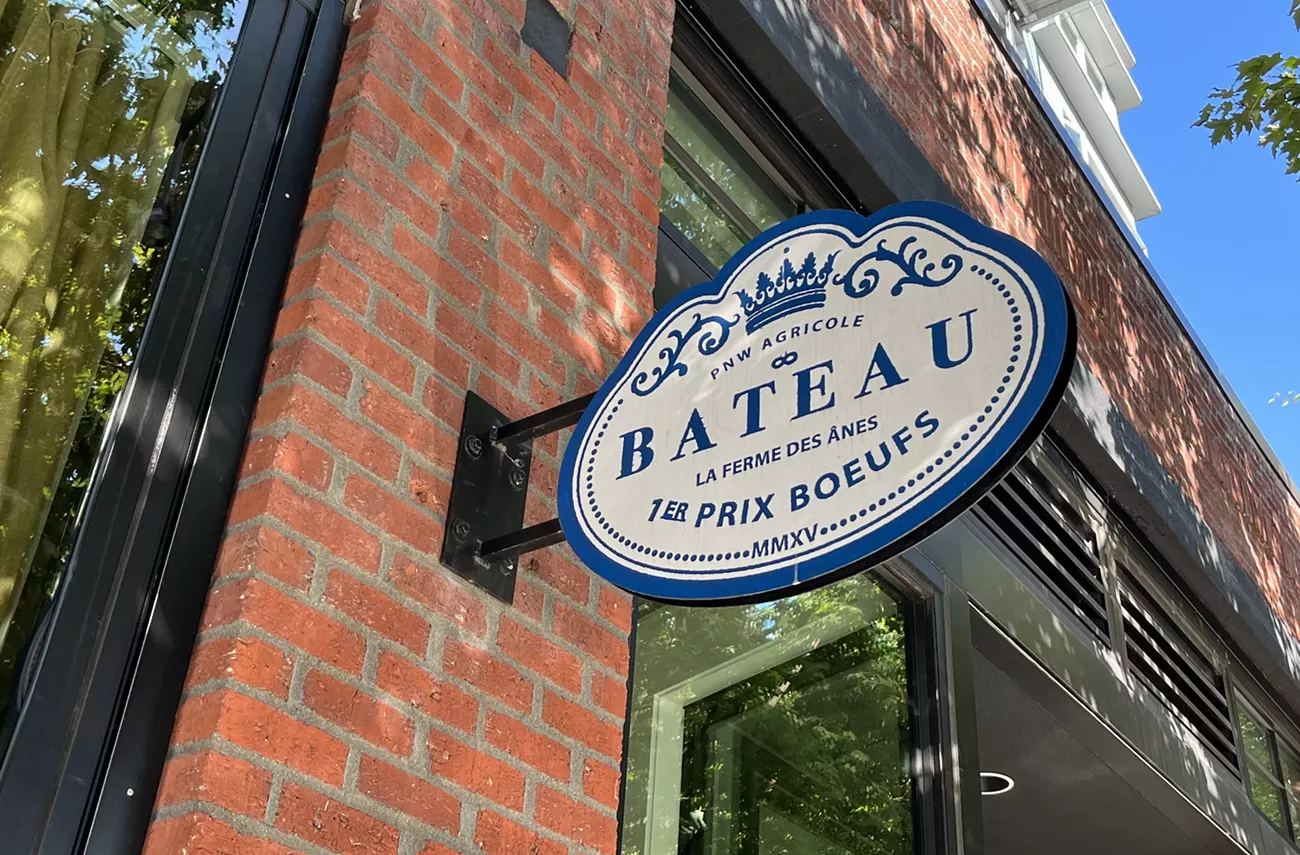 PNW AGRICOLE
BATEAU
LA FERME DES ÂNES
1ER PRIX BOEUFS
MMXV